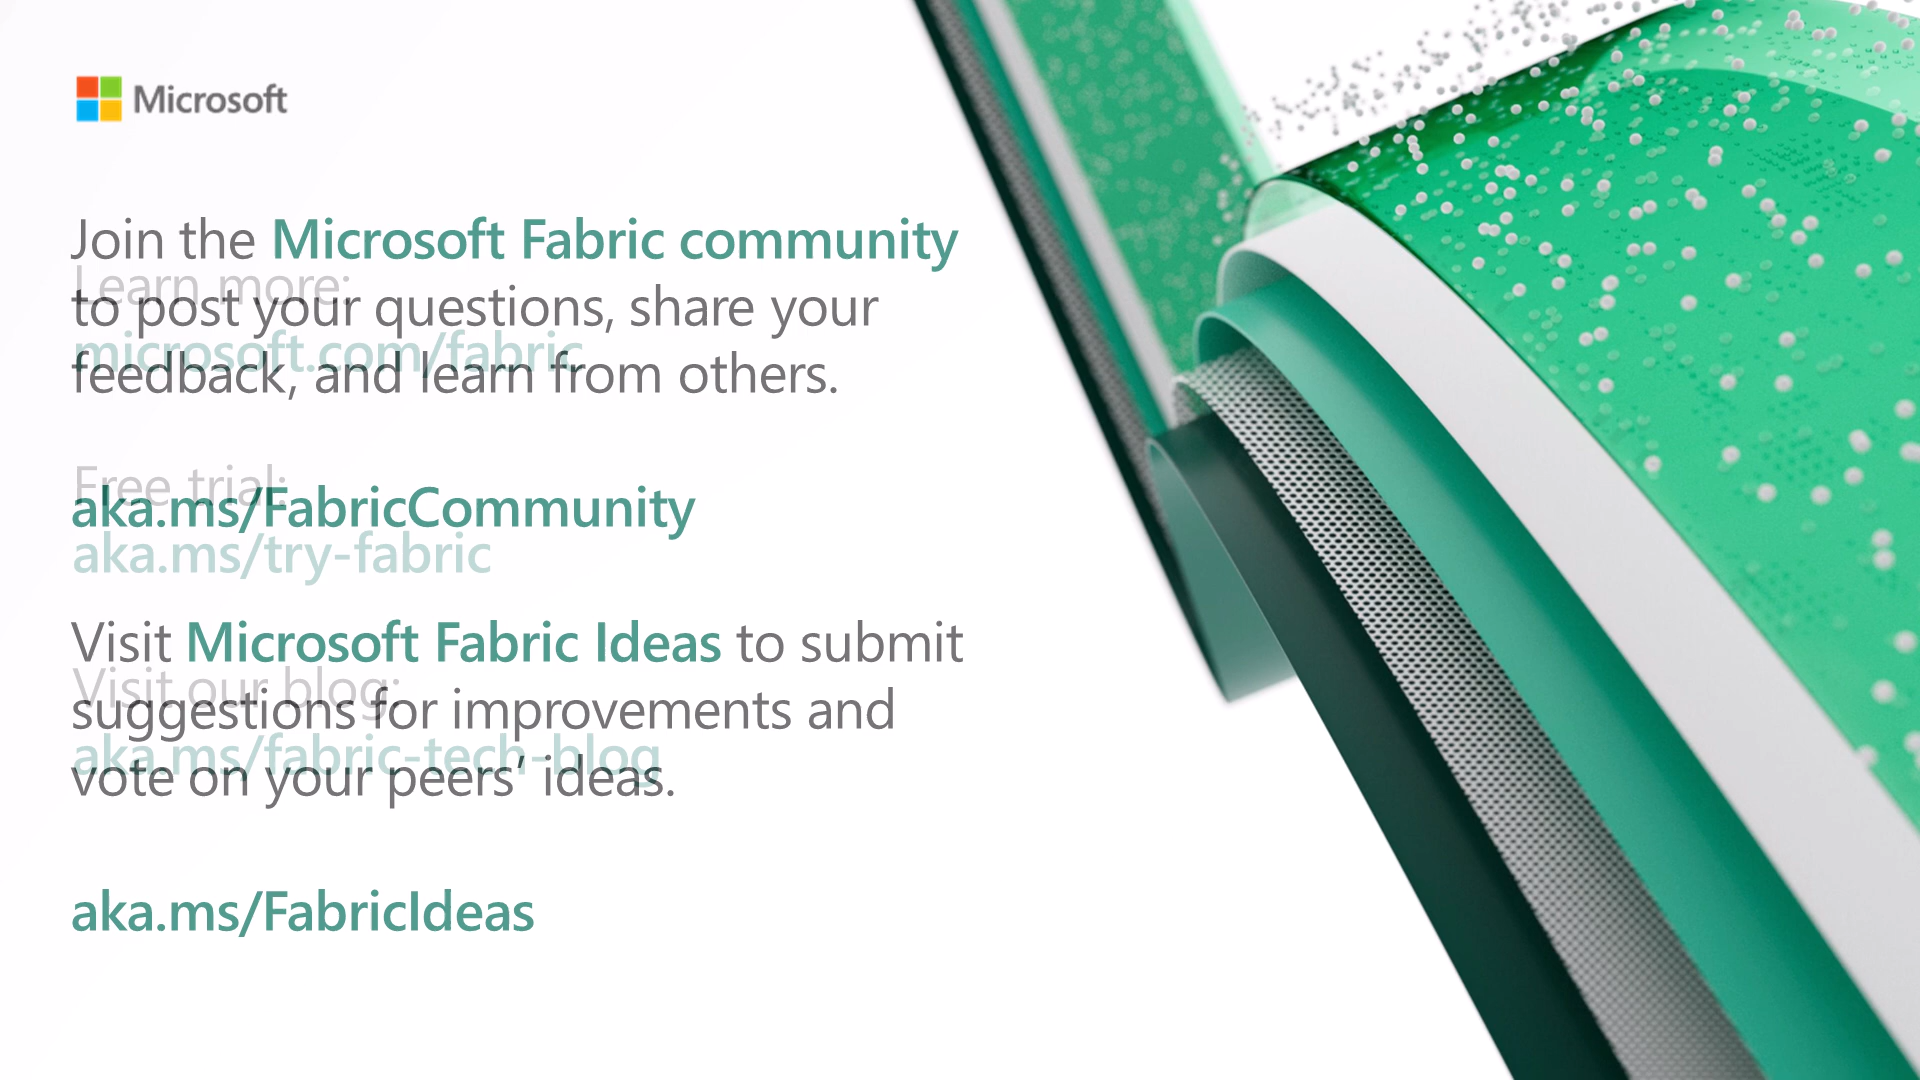 Microsoft
Join the Microsoft Fabric community
Learn more:
to post your questions, share your
microsoft.com/fabric
feedback, and learn from others.
Free trial:
aka.ms/FabricCommunity
aka.ms/try-fabric
Visit Microsoft Fabric Ideas to submit
Visit our blog:
suggestions for improvements and
aka.ms/fabric-tech-blog
vote on your peers’ ideas.
aka.ms/FabricIdeas